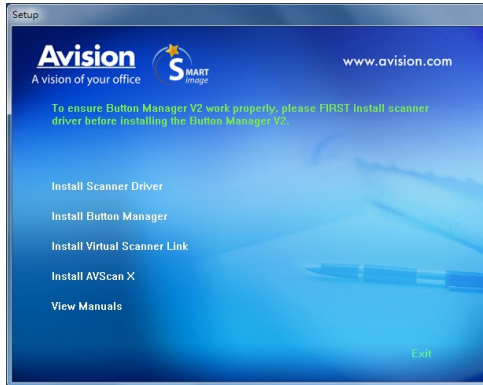 Setup
Avision
A vision of your office
SMART
image
www.avision.com
To ensure Button Manager V2 work properly, please FIRST install scanner
driver before installing the Button Manager V2.
Install Scanner Driver
Install Button Manager
Install Virtual Scanner Link
Install AVScan X
View Manuals
Exit